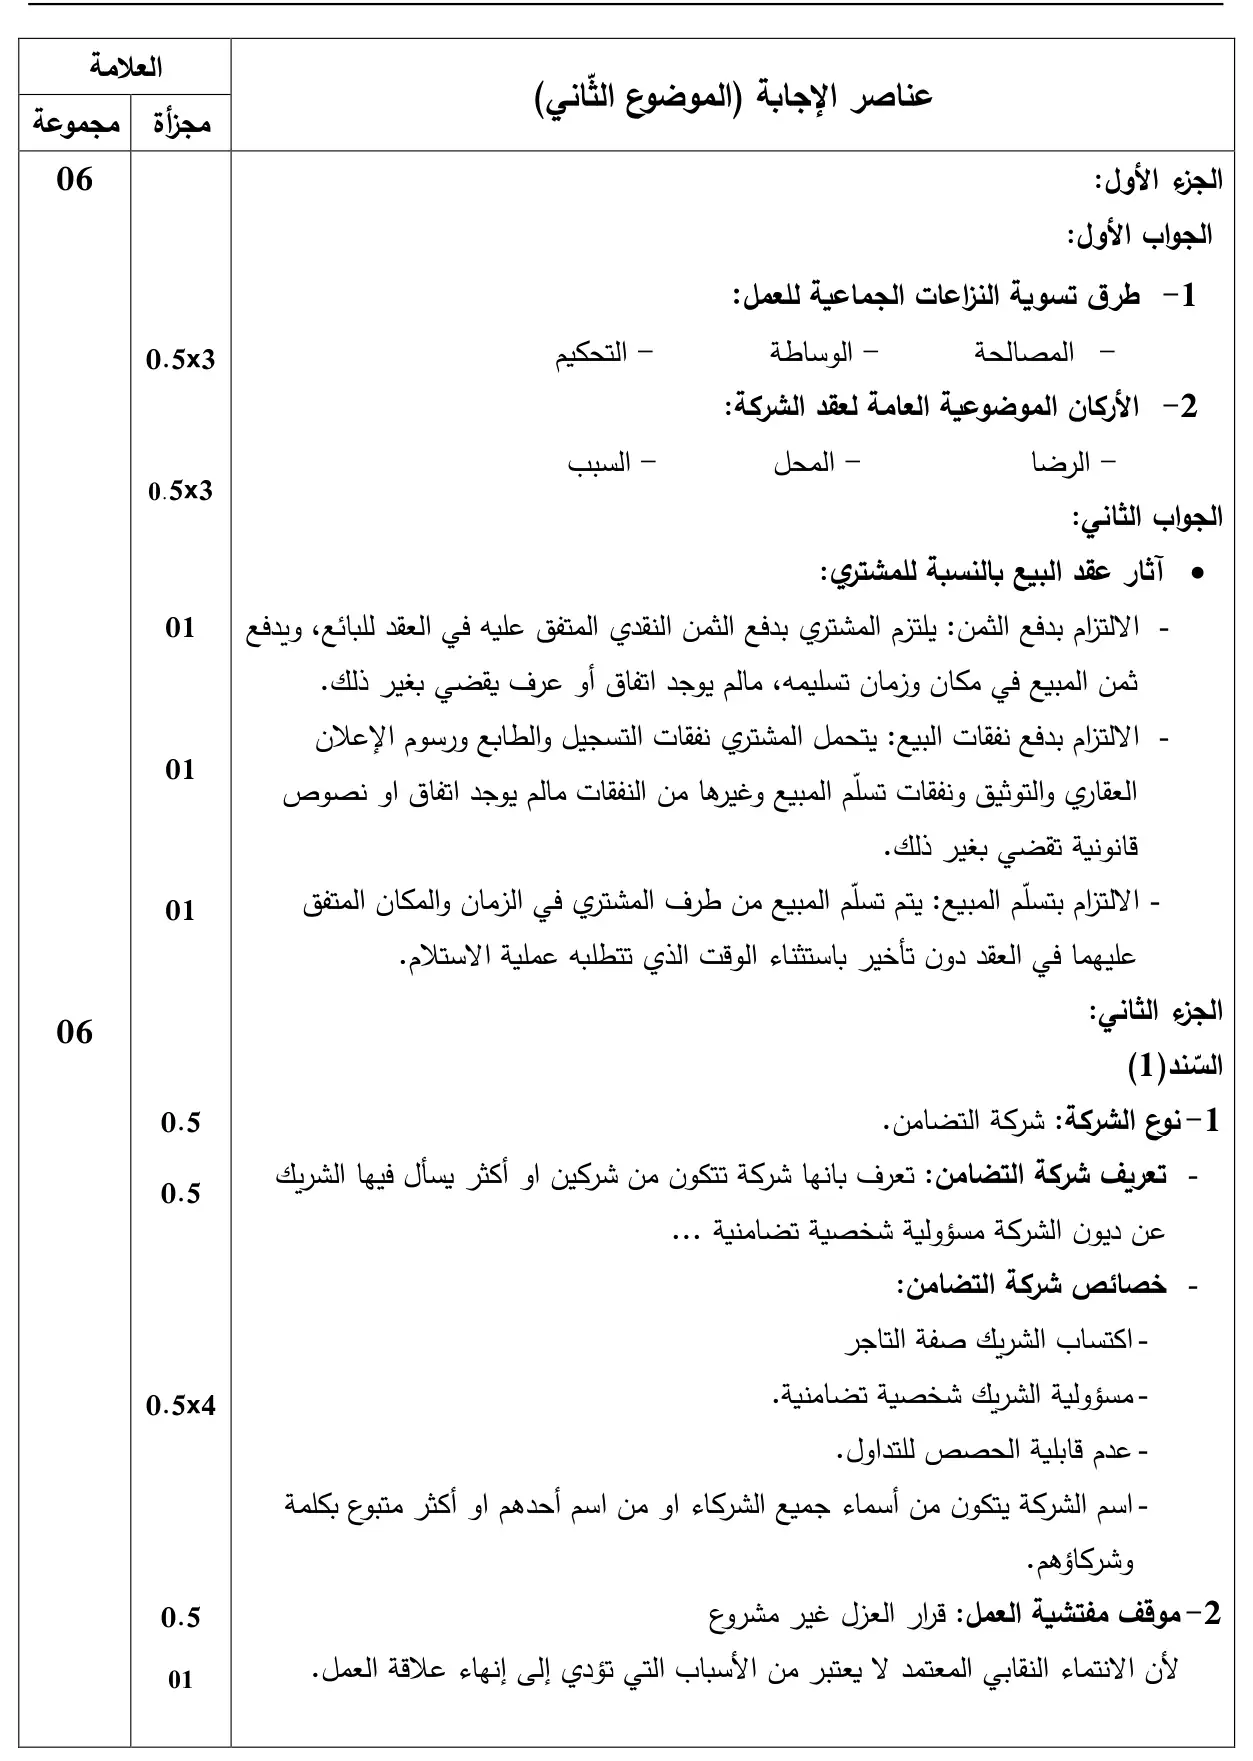 العلامة
عناصر الإجابة (الموضوع الثّاني)
مجموعة مجزأة
06 الجزء الأول:
الجواب الأول:
1- طرق تسوية النزاعات الجماعية للعمل:
0.5x3 - المصالحة - الوساطة - التحكيم
2- الأركان الموضوعية العامة لعقد الشركة:
0.5x3 - الرضا - المحل - السبب
الجواب الثاني:
• آثار عقد البيع بالنسبة للمشتري:
01 - الالتزام بدفع الثمن: يلتزم المشتري بدفع الثمن النقدي المتفق عليه في العقد للبائع، ويدفع
ثمن المبيع في مكان وزمان تسليمه، مالم يوجد اتفاق أو عرف يقضي بغير ذلك.
- الالتزام بدفع نفقات البيع: يتحمل المشتري نفقات التسجيل والطابع ورسوم الإعلان
01 العقاري والتوثيق ونفقات تسلّم المبيع وغيرها من النفقات مالم يوجد اتفاق او نصوص
قانونية تقضي بغير ذلك.
01 - الالتزام بتسلّم المبيع: يتم تسلّم المبيع من طرف المشتري في الزمان والمكان المتفق
عليهما في العقد دون تأخير باستثناء الوقت الذي تتطلبه عملية الاستلام.
06 الجزء الثاني:
السّند(1)
0.5 1- نوع الشركة: شركة التضامن.
0.5 - تعريف شركة التضامن: تعرف بانها شركة تتكون من شركين او أكثر يسأل فيها الشريك
عن ديون الشركة مسؤولية شخصية تضامنية ...
- خصائص شركة التضامن:
- اكتساب الشريك صفة التاجر
0.5x4 - مسؤولية الشريك شخصية تضامنية.
- عدم قابلية الحصص للتداول.
- اسم الشركة يتكون من أسماء جميع الشركاء او من اسم أحدهم او أكثر متبوع بكلمة
وشركاؤهم.
0.5 2- موقف مفتشية العمل: قرار العزل غير مشروع
01 لأن الانتماء النقابي المعتمد لا يعتبر من الأسباب التي تؤدي إلى إنهاء علاقة العمل.